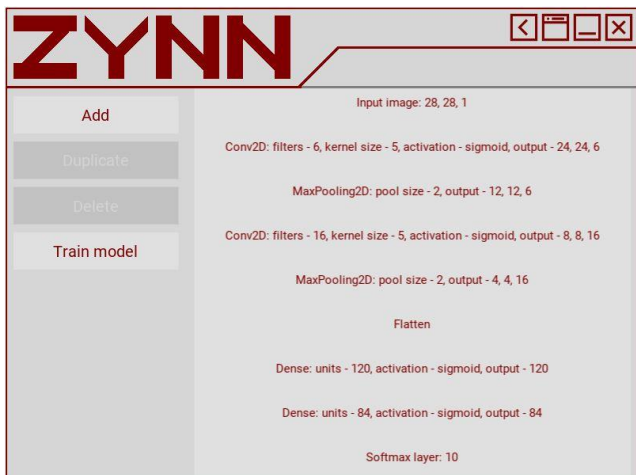 ZYNN
Add
Duplicate
Delete
Train model
Input image: 28, 28, 1
Conv2D: filters - 6, kernel size - 5, activation - sigmoid, output - 24, 24, 6
MaxPooling2D: pool size - 2, output - 12, 12, 6
Conv2D: filters - 16, kernel size - 5, activation - sigmoid, output - 8, 8, 16
MaxPooling2D: pool size - 2, output - 4, 4, 16
Flatten
Dense: units - 120, activation - sigmoid, output - 120
Dense: units - 84, activation - sigmoid, output - 84
Softmax layer: 10